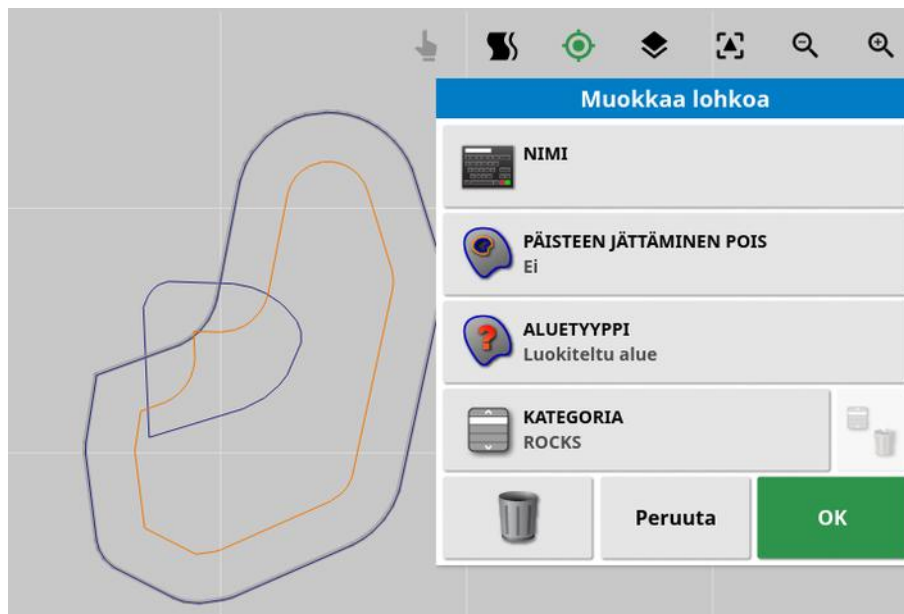 Muokkaa lohkoa
NIMI
PÄISTEEN JÄTTÄMINEN POIS
Ei
ALUETYYPPI
Luokiteltu alue
KATEGORIA
ROCKS
Peruuta
OK